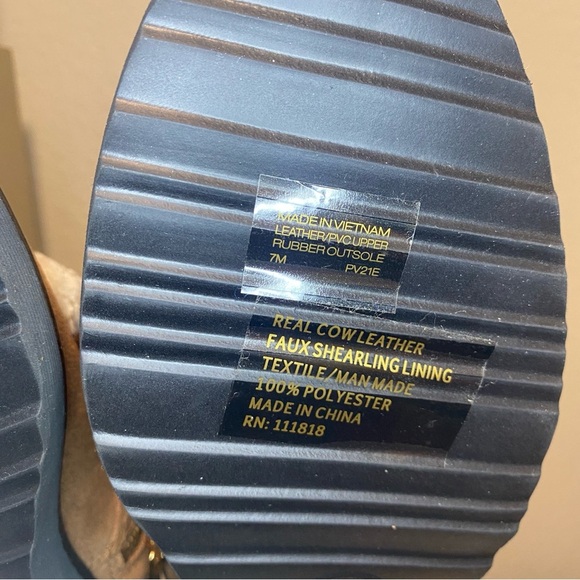 MADE IN VIETNAM
LEATHER/PVC UPPER
RUBBER OUTSOLE
7M PV21E
REAL COW LEATHER
FAUX SHEARLING LINING
TEXTILE/MAN MADE
100% POLYESTER
MADE IN CHINA
RN: 111818